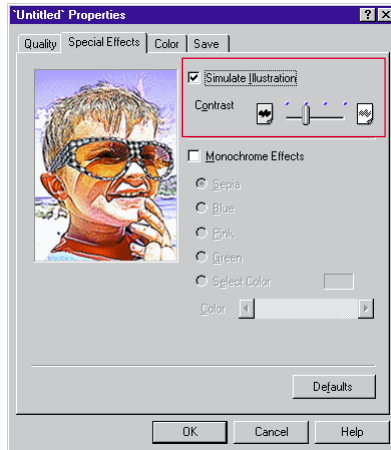 `Untitled` Properties
Quality Special Effects Color Save
Simulate Illustration
Contrast
Monochrome Effects
Sepia
Blue
Pink
Green
Select Color
Color
Defaults
OK Cancel Help